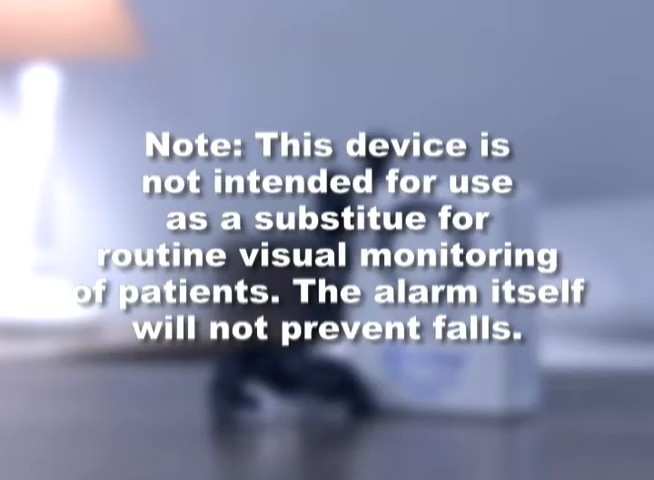 Note: This device is
not intended for use
as a substitue for
routine visual monitoring
of patients. The alarm itself
will not prevent falls.